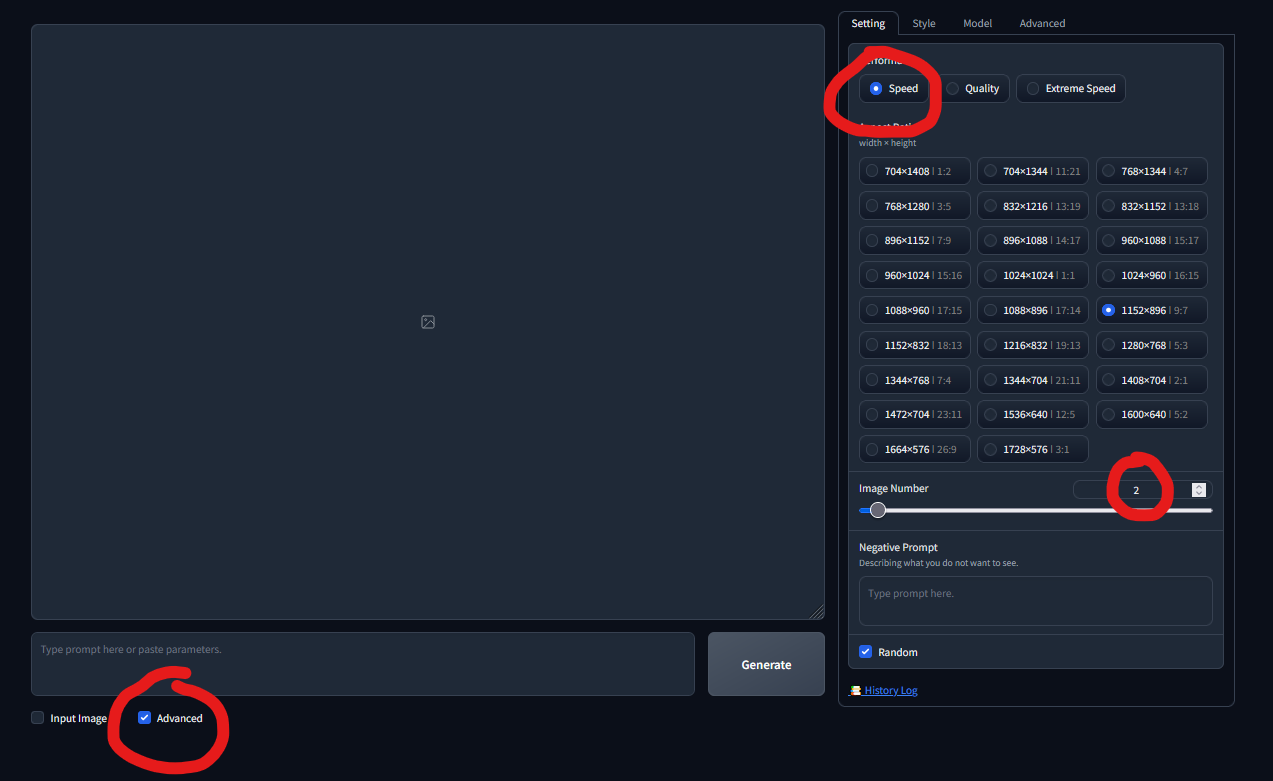 Setting Style Model Advanced
Speed Quality Extreme Speed
width × height
704×1408 | 1:2 704×1344 | 11:21 768×1344 | 4:7
768×1280 | 3:5 832×1216 | 13:19 832×1152 | 13:18
896×1152 | 7:9 896×1088 | 14:17 960×1088 | 15:17
960×1024 | 15:16 1024×1024 | 1:1 1024×960 | 16:15
1088×960 | 17:15 1088×896 | 17:14 1152×896 | 9:7
1152×832 | 18:13 1216×832 | 19:13 1280×768 | 5:3
1344×768 | 7:4 1344×704 | 21:11 1408×704 | 2:1
1472×704 | 23:11 1536×640 | 12:5 1600×640 | 5:2
1664×576 | 26:9 1728×576 | 3:1
Image Number 2
Negative Prompt
Describing what you do not want to see.
Type prompt here.
Random
History Log
Type prompt here or paste parameters.
Generate
Input Image Advanced